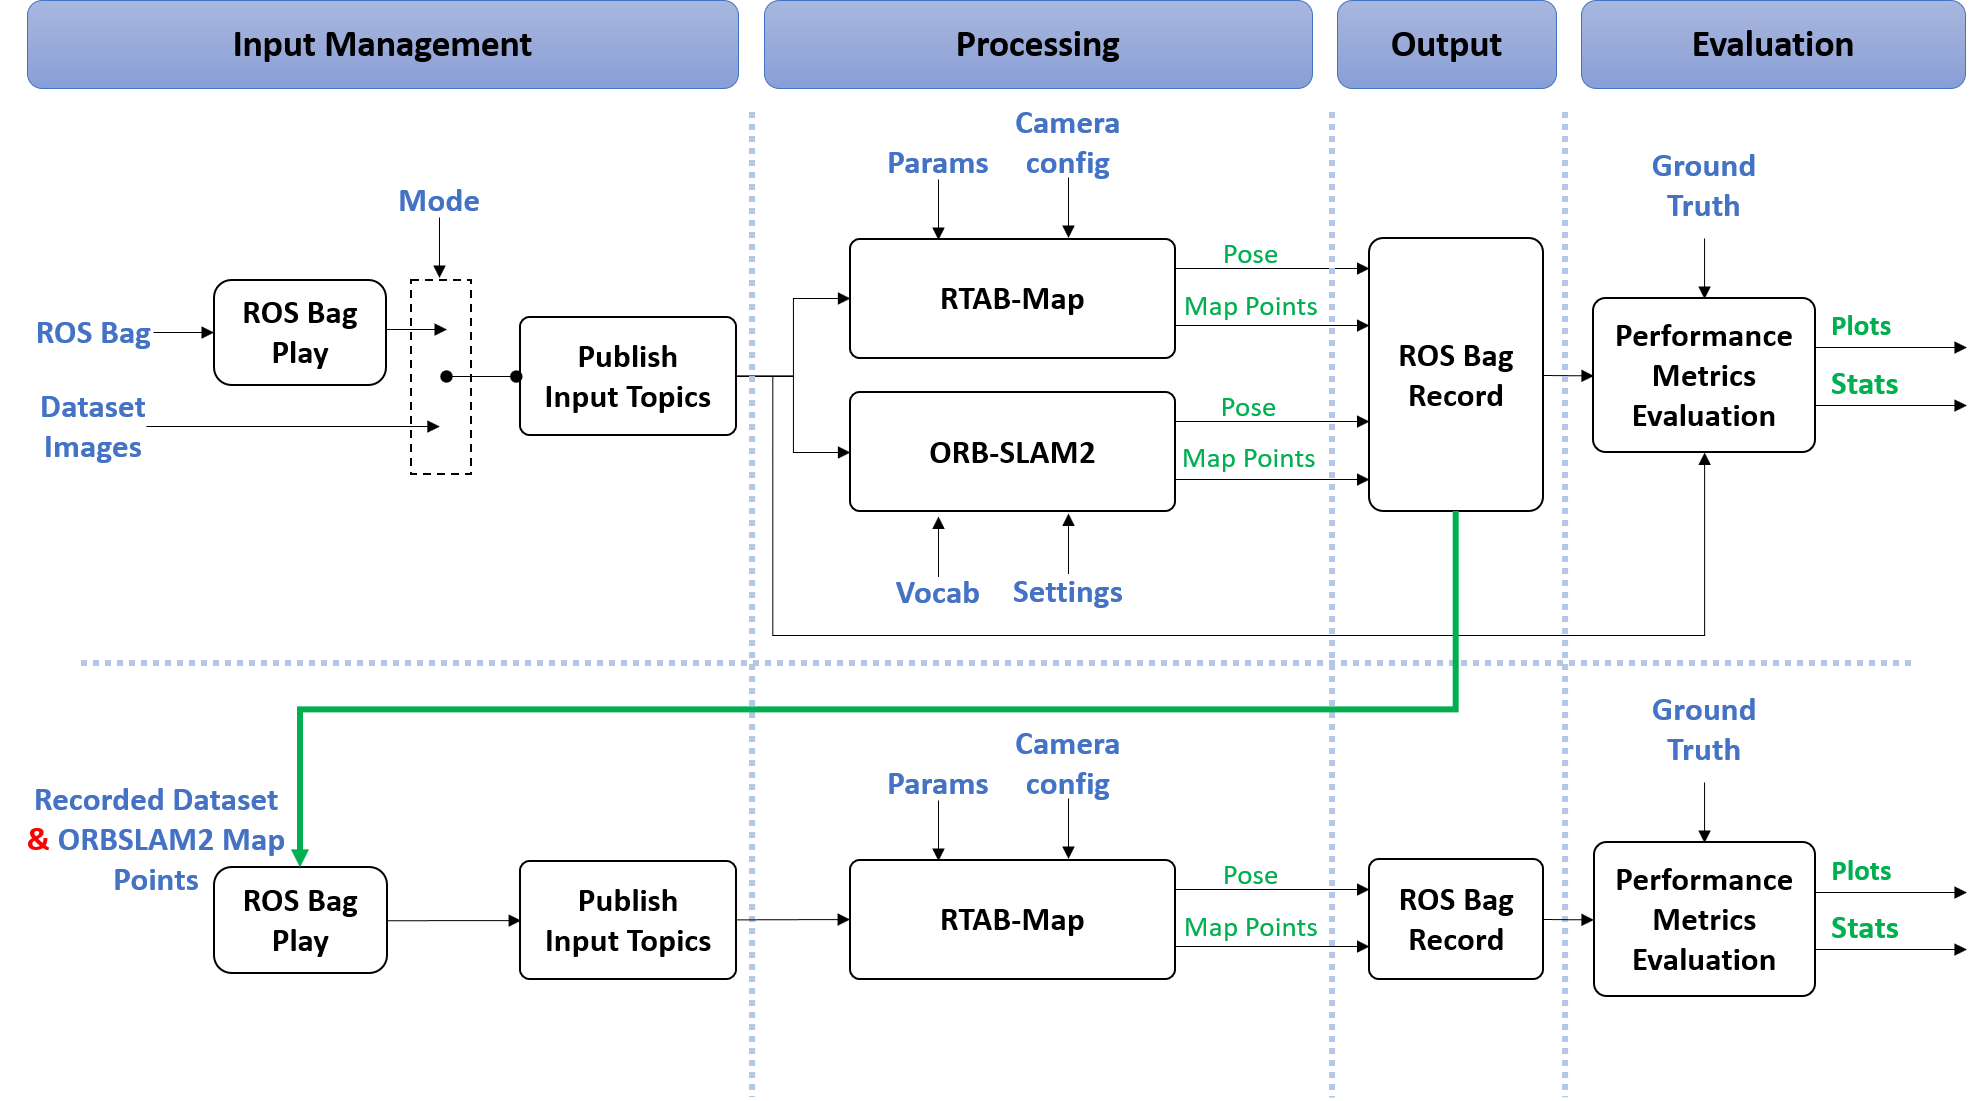 Input Management
Processing
Output
Evaluation
Camera
config
Params
Ground
Truth
Mode
Pose
RTAB-Map
Map Points
ROS Bag
ROS Bag
Play
Publish
Input Topics
Dataset
Images
ROS Bag
Record
Performance
Metrics
Evaluation
Plots
Stats
Pose
ORB-SLAM2
Map Points
Vocab
Settings
Ground
Truth
Camera
config
Params
Recorded Dataset
& ORBSLAM2 Map
Points
ROS Bag
Play
Publish
Input Topics
RTAB-Map
Pose
Map Points
ROS Bag
Record
Performance
Metrics
Evaluation
Plots
Stats